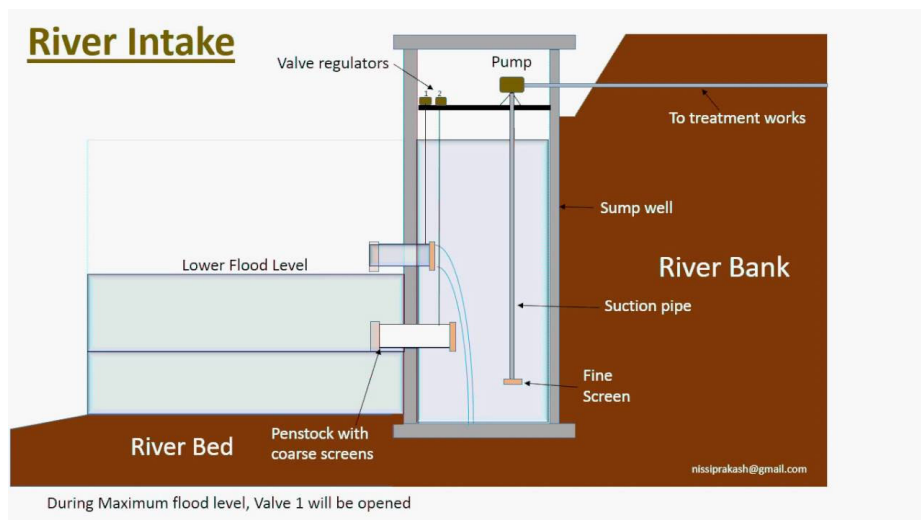 River Intake
Valve regulators
Pump
1 2
To treatment works
Sump well
Lower Flood Level
River Bank
Suction pipe
Fine
Screen
Penstock with
coarse screens
River Bed
nissiprakash@gmail.com
During Maximum flood level, Valve 1 will be opened